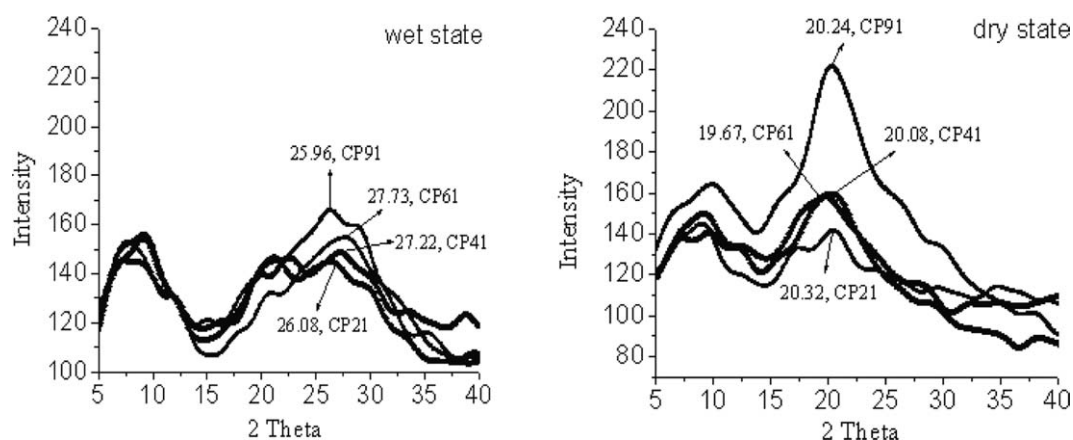 wet state
240
220
200
180
160
140
120
100
Intensity
25.96, CP91
27.73, CP61
27.22, CP41
26.08, CP21
5 10 15 20 25 30 35 40
2 Theta
dry state
240
220
200
180
160
140
120
100
80
Intensity
20.24, CP91
19.67, CP61
20.08, CP41
20.32, CP21
5 10 15 20 25 30 35 40
2 Theta